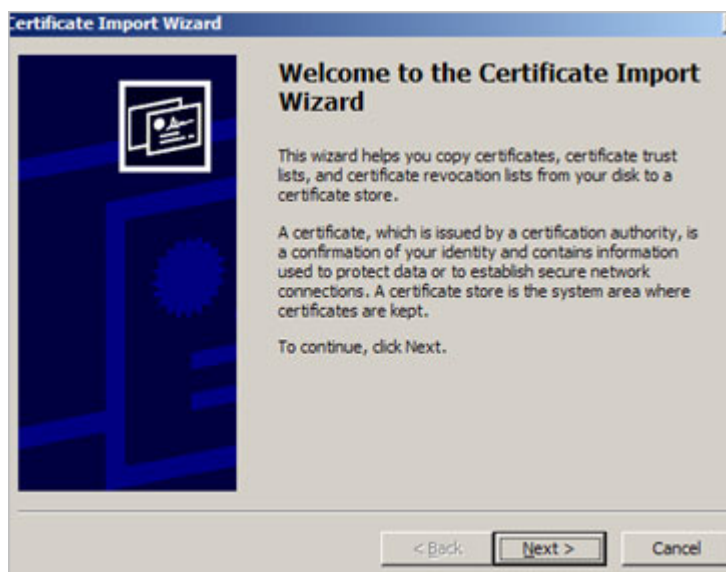 Certificate Import Wizard
Welcome to the Certificate Import
Wizard
This wizard helps you copy certificates, certificate trust
lists, and certificate revocation lists from your disk to a
certificate store.
A certificate, which is issued by a certification authority, is
a confirmation of your identity and contains information
used to protect data or to establish secure network
connections. A certificate store is the system area where
certificates are kept.
To continue, click Next.
< Back
Next >
Cancel